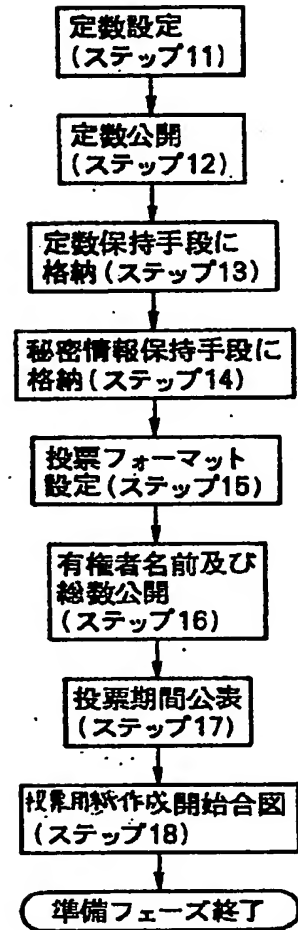 定数設定
(ステップ11)
定数公開
(ステップ12)
定数保持手段に
格納(ステップ13)
秘密情報保持手段に
格納(ステップ14)
投票フォーマット
設定(ステップ15)
有権者名前及び
総数公開
(ステップ16)
投票期間公表
(ステップ17)
投票用紙作成開始合図
(ステップ18)
準備フェーズ終了